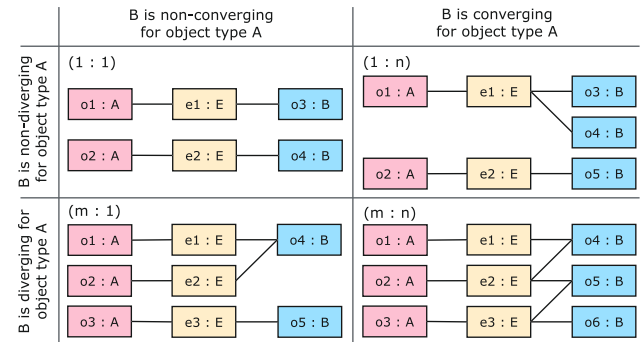 B is non-converging
for object type A
B is converging
for object type A
B is non-diverging
for object type A
(1 : 1)
o1 : A
e1 : E
o3 : B
o2 : A
e2 : E
o4 : B
(1 : n)
o1 : A
e1 : E
o3 : B
o4 : B
o2 : A
e2 : E
o5 : B
B is diverging for
object type A
(m : 1)
o1 : A
e1 : E
o4 : B
o2 : A
e2 : E
o3 : A
e3 : E
o5 : B
(m : n)
o1 : A
e1 : E
o4 : B
o2 : A
e2 : E
o5 : B
o3 : A
e3 : E
o6 : B